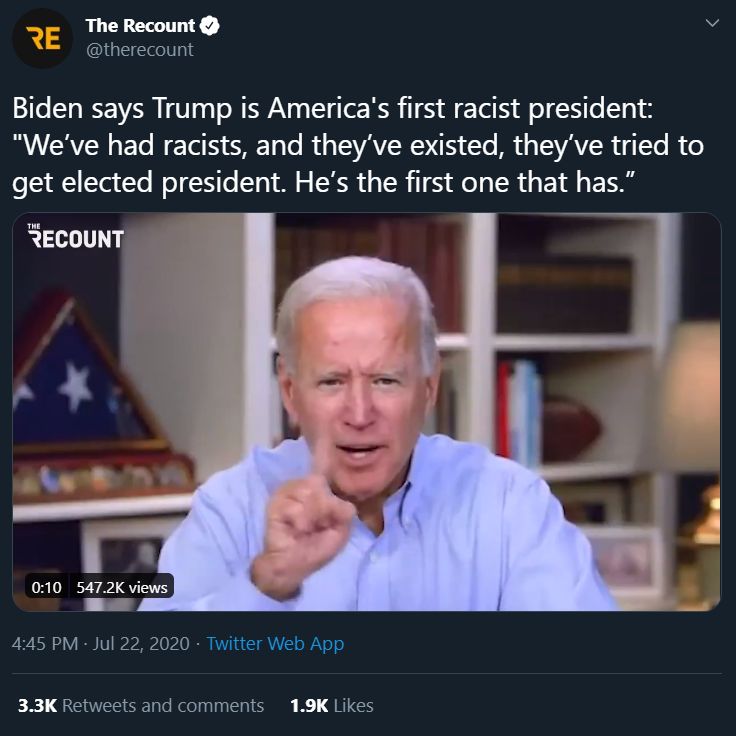 RE
The Recount
@therecount
Biden says Trump is America's first racist president:
"We’ve had racists, and they’ve existed, they’ve tried to
get elected president. He’s the first one that has.”
THE
RECOUNT
0:10 547.2K views
4:45 PM · Jul 22, 2020 · Twitter Web App
3.3K Retweets and comments 1.9K Likes